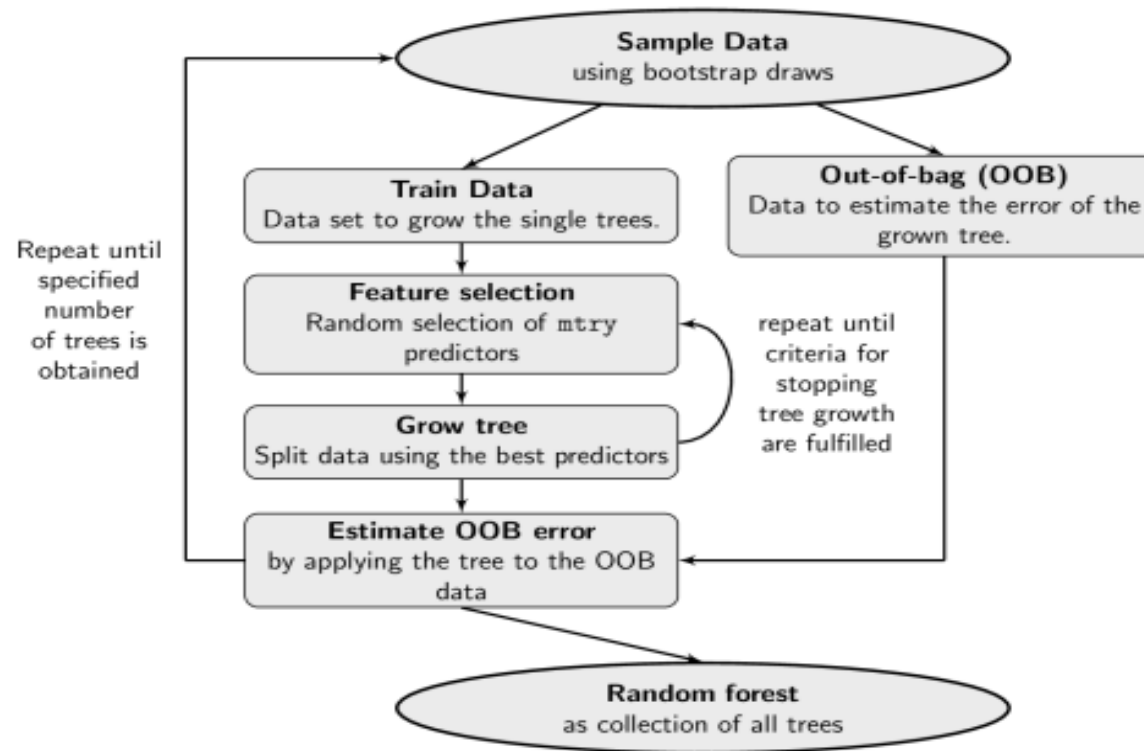 Sample Data
using bootstrap draws
Train Data
Data set to grow the single trees.
Out-of-bag (OOB)
Data to estimate the error of the
grown tree.
Repeat until
specified
number
of trees is
obtained
Feature selection
Random selection of mtry
predictors
repeat until
criteria for
stopping
tree growth
are fulfilled
Grow tree
Split data using the best predictors
Estimate OOB error
by applying the tree to the OOB
data
Random forest
as collection of all trees